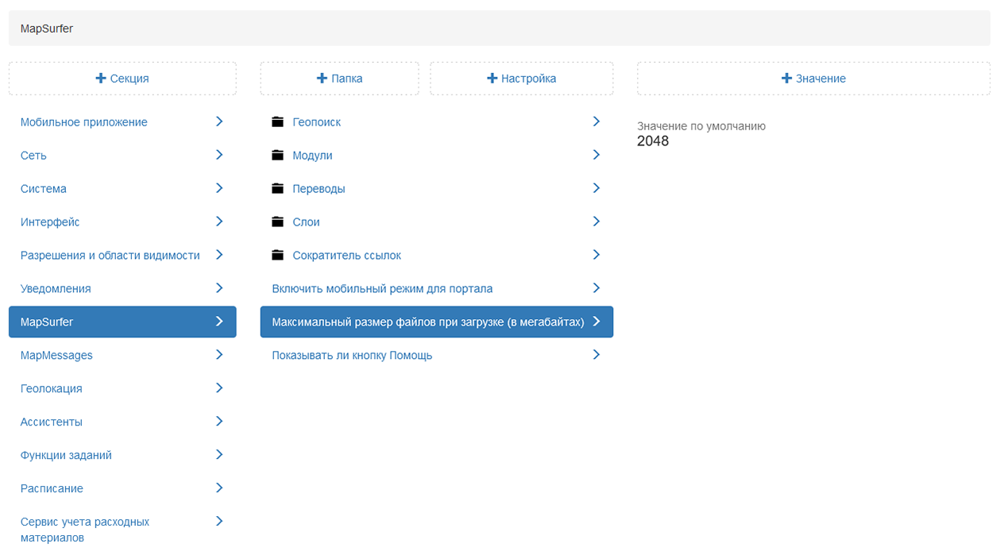 MapSurfer
Секция
Папка
Настройка
Значение
Мобильное приложение
Сеть
Система
Интерфейс
Разрешения и области видимости
Уведомления
MapSurfer
MapMessages
Геолокация
Ассистенты
Функции заданий
Расписание
Сервис учета расходных
материалов
Геопоиск
Модули
Переводы
Слои
Сократитель ссылок
Включить мобильный режим для портала
Максимальный размер файлов при загрузке (в мегабайтах)
Показывать ли кнопку Помощь
Значение по умолчанию
2048